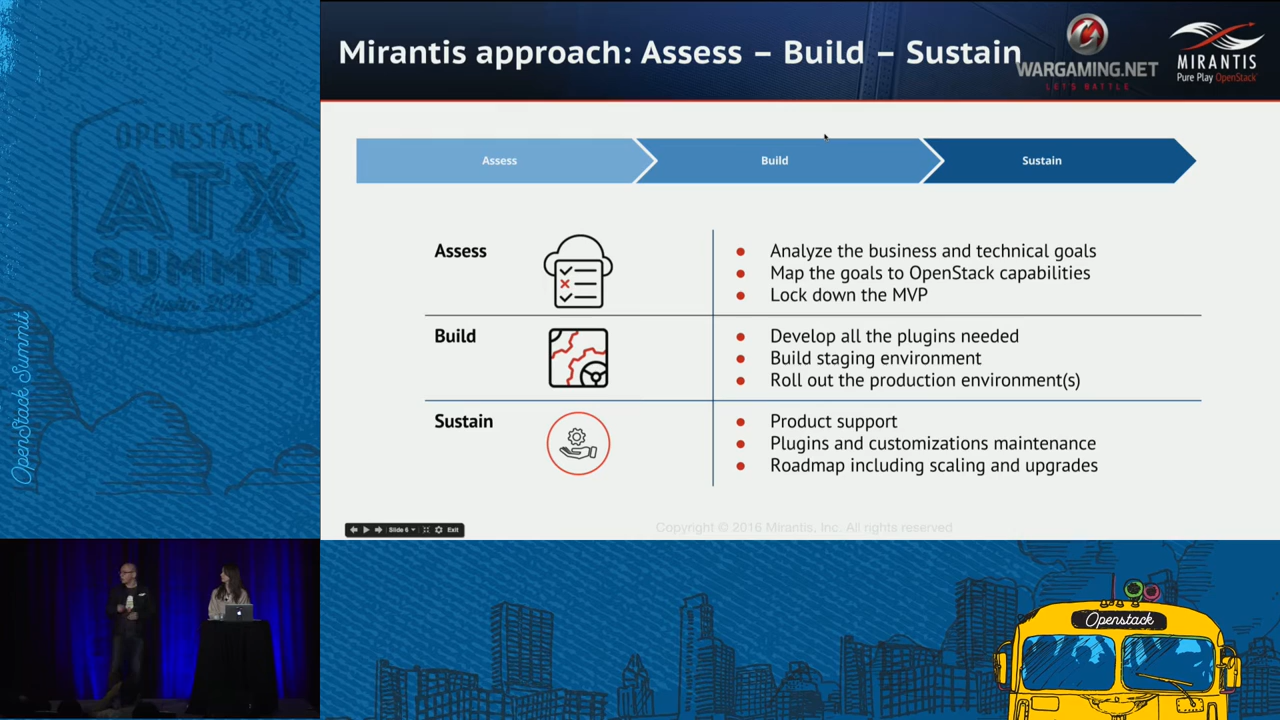 Mirantis approach: Assess – Build – Sustain
WARGAMING.NET
LET'S BATTLE
MIRANTIS
Pure Play OpenStack
Assess
Build
Sustain
Assess
Analyze the business and technical goals
Map the goals to OpenStack capabilities
Lock down the MVP
Build
Develop all the plugins needed
Build staging environment
Roll out the production environment(s)
Sustain
Product support
Plugins and customizations maintenance
Roadmap including scaling and upgrades
Slide 6
Exit
Copyright © 2016 Mirantis, Inc. All rights reserved
OPENSTACK
ATX
SUMMIT
OpenStack Summit
Openstack